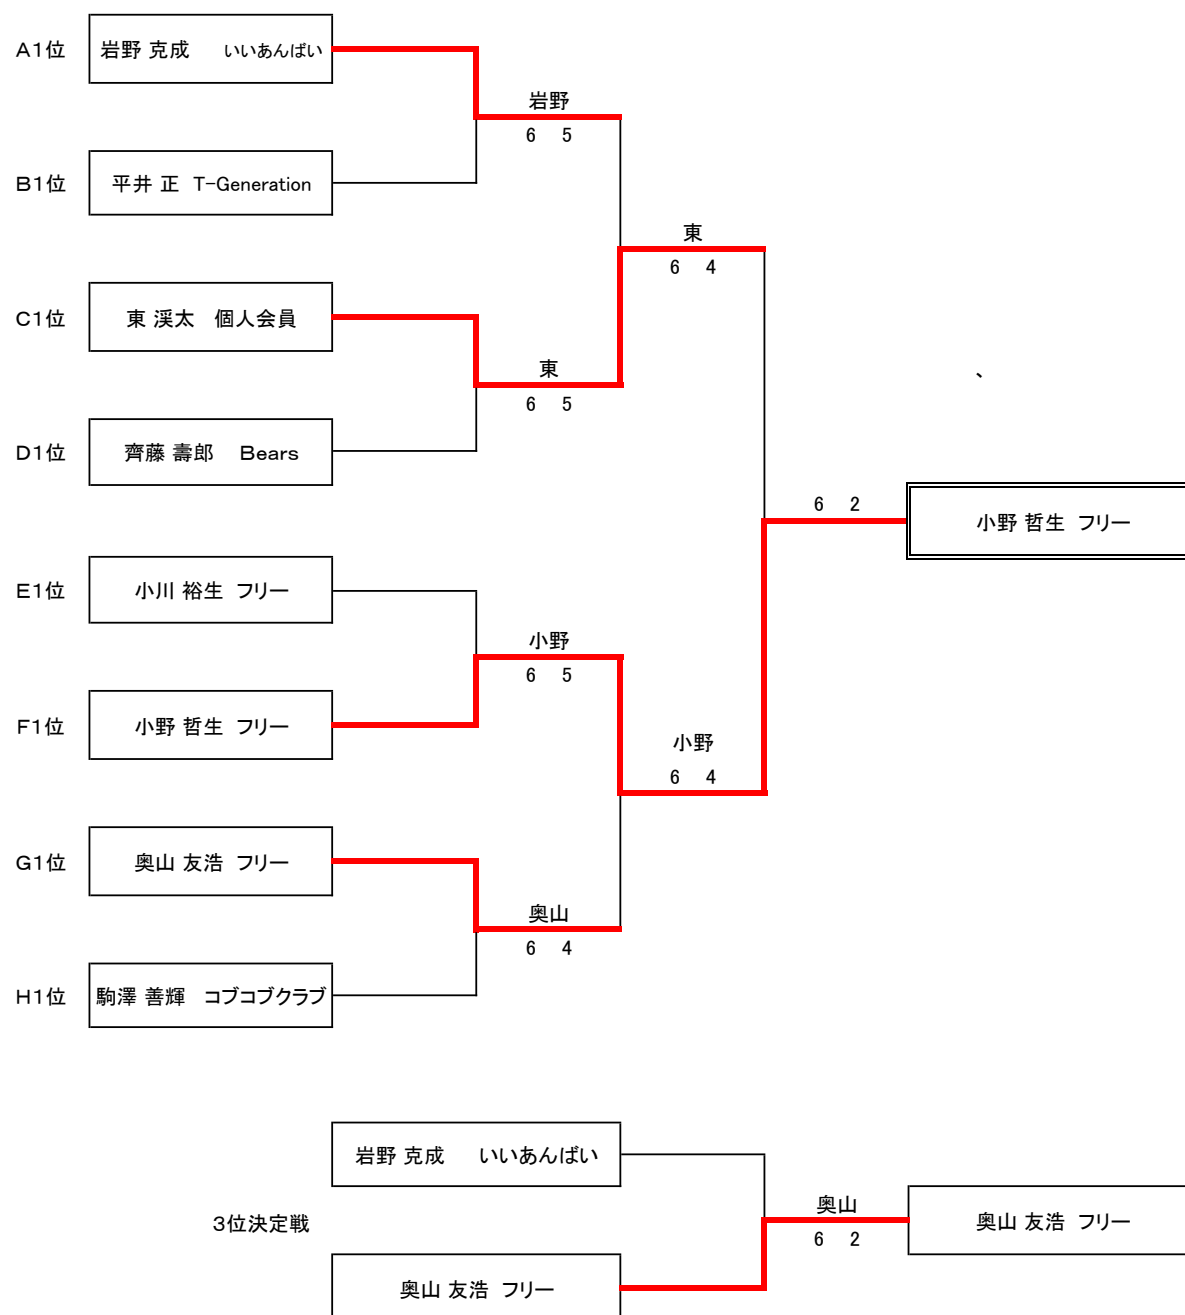 A1位 岩野 克成 いいあんばい
岩野
6 5
B1位 平井 正 T-Generation
東
6 4
C1位 東 渓太 個人会員
東
、
6 5
D1位 齊藤 壽郎 Bears
6 2
小野 哲生 フリー
E1位 小川 裕生 フリー
小野
6 5
F1位 小野 哲生 フリー
小野
6 4
G1位 奥山 友浩 フリー
奥山
6 4
H1位 駒澤 善輝 コブコブクラブ
岩野 克成 いいあんばい
奥山
3位決定戦
奥山 友浩 フリー
6 2
奥山 友浩 フリー